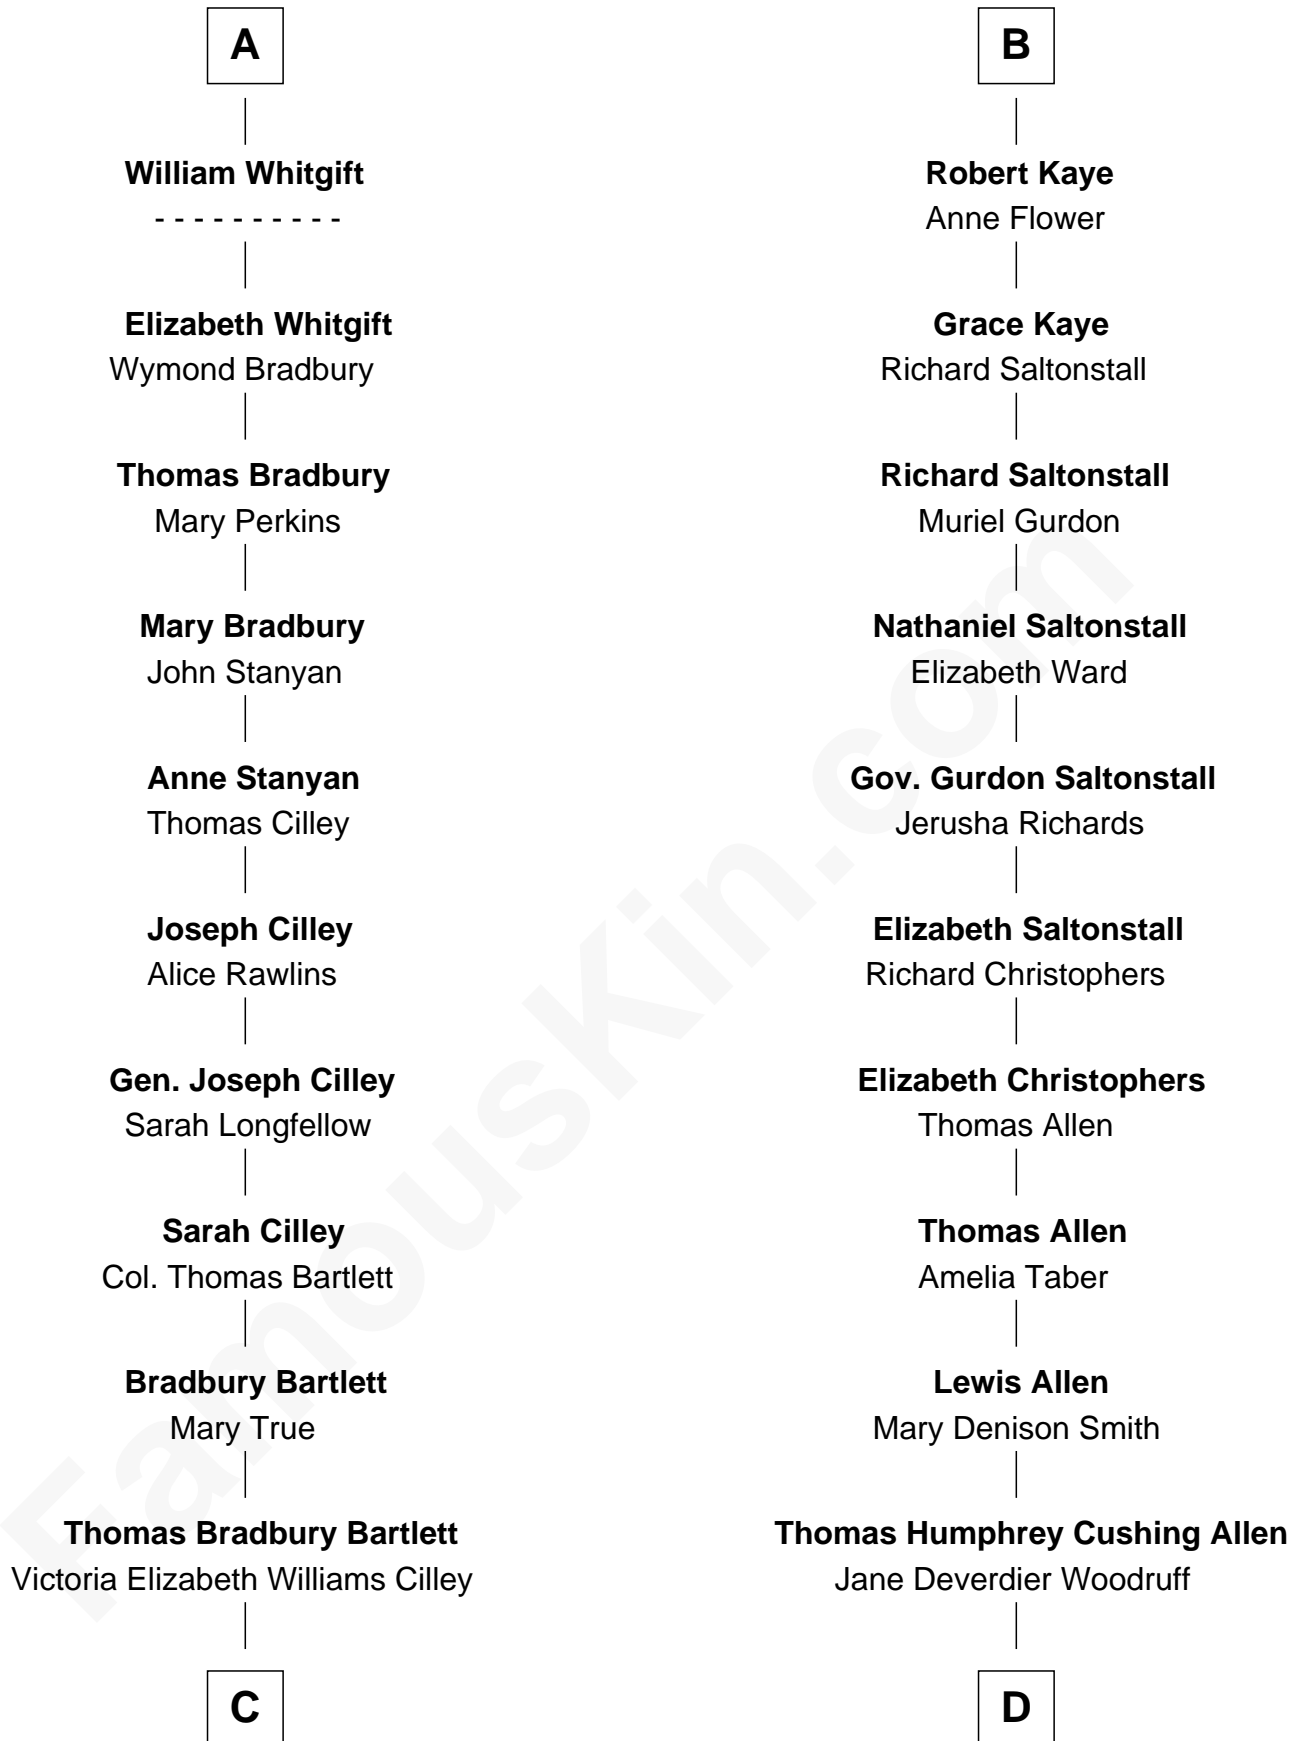 A
William Whitgift
- - - - - - - - - -
Elizabeth Whitgift
Wymond Bradbury
Thomas Bradbury
Mary Perkins
Mary Bradbury
John Stanyan
Anne Stanyan
Thomas Cilley
Joseph Cilley
Alice Rawlins
Gen. Joseph Cilley
Sarah Longfellow
Sarah Cilley
Col. Thomas Bartlett
Bradbury Bartlett
Mary True
Thomas Bradbury Bartlett
Victoria Elizabeth Williams Cilley
C
B
Robert Kaye
Anne Flower
Grace Kaye
Richard Saltonstall
Richard Saltonstall
Muriel Gurdon
Nathaniel Saltonstall
Elizabeth Ward
Gov. Gurdon Saltonstall
Jerusha Richards
Elizabeth Saltonstall
Richard Christophers
Elizabeth Christophers
Thomas Allen
Thomas Allen
Amelia Taber
Lewis Allen
Mary Denison Smith
Thomas Humphrey Cushing Allen
Jane Deverdier Woodruff
D
FamousKin.com